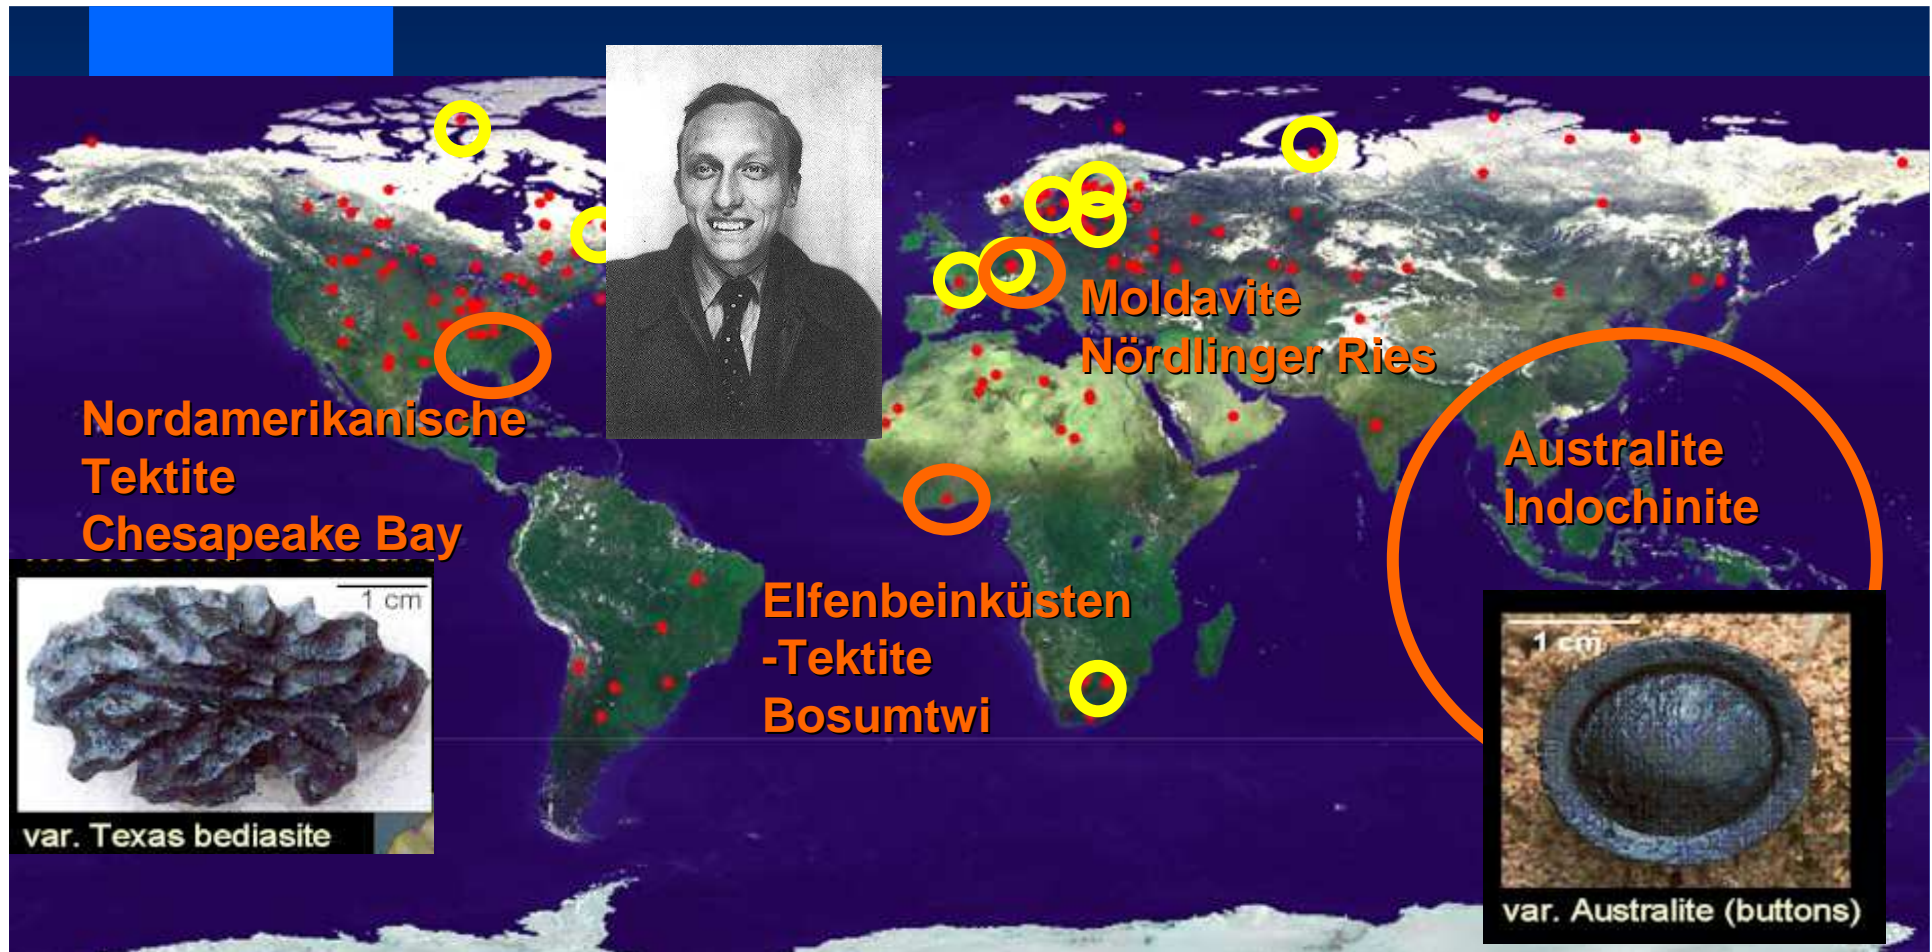 Moldavite
Nördlinger Ries
Nordamerikanische
Tektite
Chesapeake Bay
Australite
Indochinite
Elfenbeinküsten
-Tektite
Bosumtwi
1 cm
var. Texas bediasite
1 cm
var. Australite (buttons)